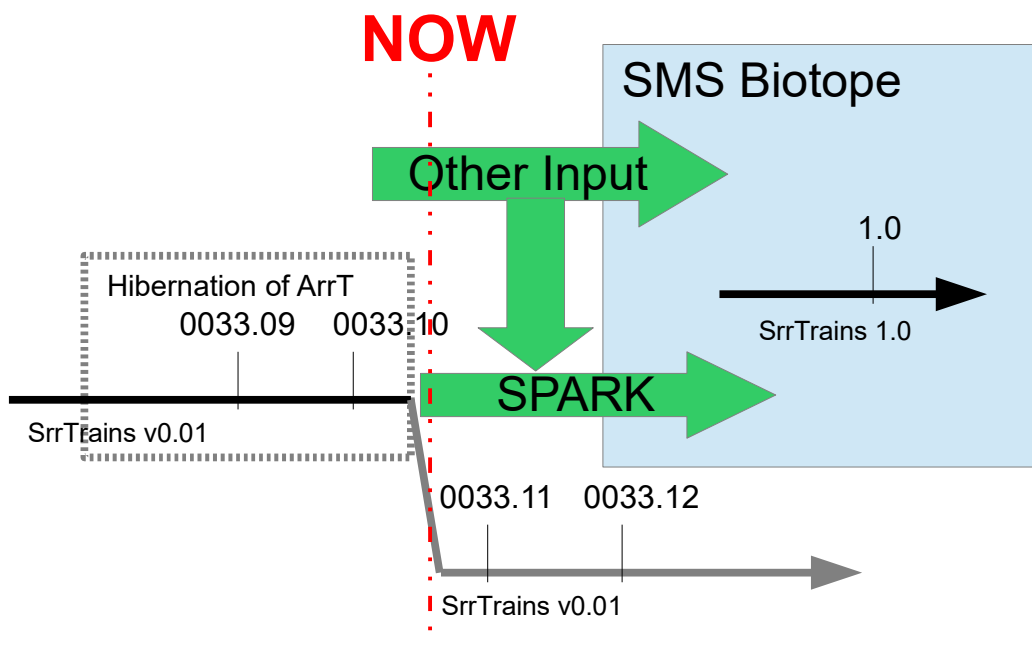 NOW
SMS Biotope
Other Input
1.0
Hibernation of ArrT
0033.09 0033.10
SrrTrains 1.0
SPARK
SrrTrains v0.01
0033.11 0033.12
SrrTrains v0.01